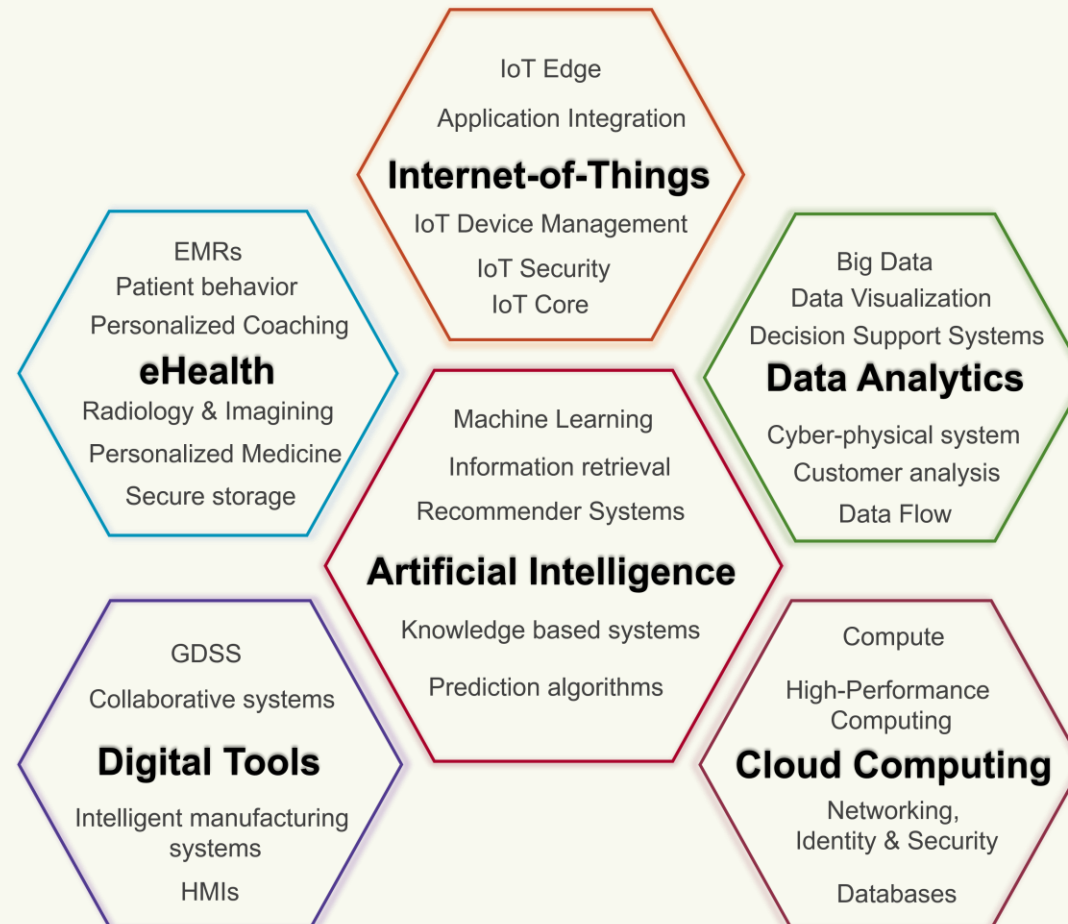 IoT Edge
Application Integration
Internet-of-Things
IoT Device Management
IoT Security
IoT Core
EMRs
Patient behavior
Personalized Coaching
eHealth
Radiology & Imagining
Personalized Medicine
Secure storage
Big Data
Data Visualization
Decision Support Systems
Data Analytics
Cyber-physical system
Customer analysis
Data Flow
Machine Learning
Information retrieval
Recommender Systems
Artificial Intelligence
Knowledge based systems
Prediction algorithms
GDSS
Collaborative systems
Digital Tools
Intelligent manufacturing
systems
HMIs
Compute
High-Performance
Computing
Cloud Computing
Networking,
Identity & Security
Databases